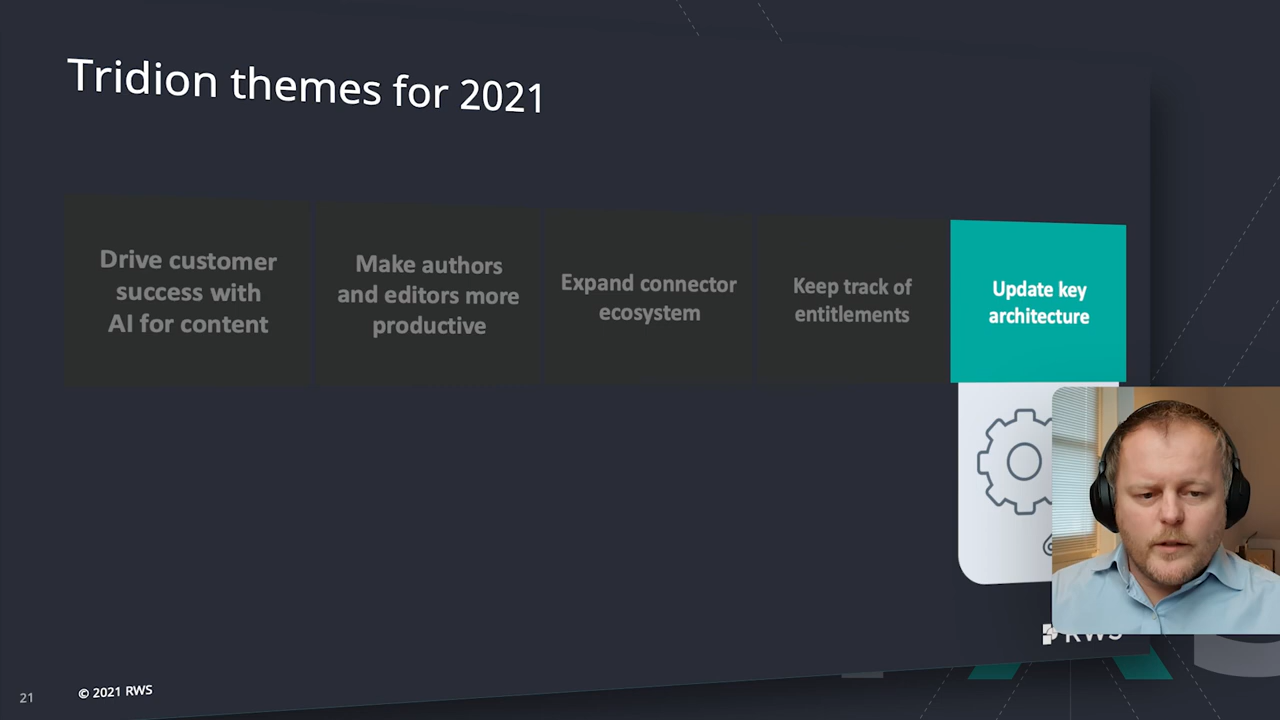 Tridion themes for 2021
Drive customer
success with
AI for content
Make authors
and editors more
productive
Expand connector
ecosystem
Keep track of
entitlements
Update key
architecture
RWS
21
© 2021 RWS